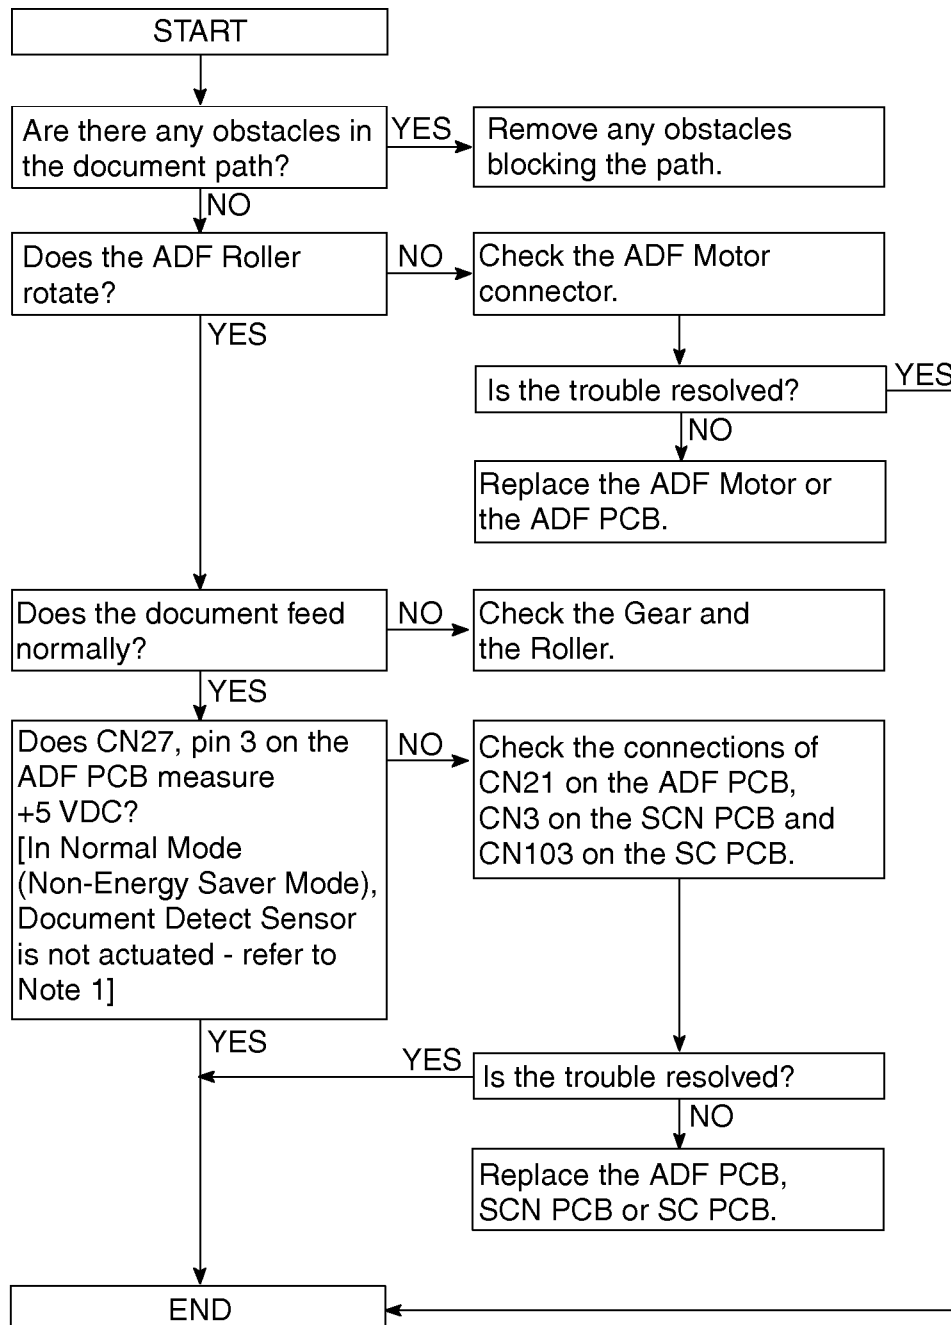 START
Are there any obstacles in
the document path?
YES
Remove any obstacles
blocking the path.
NO
Does the ADF Roller
rotate?
NO
Check the ADF Motor
connector.
YES
Is the trouble resolved?
YES
NO
Replace the ADF Motor or
the ADF PCB.
Does the document feed
normally?
NO
Check the Gear and
the Roller.
YES
Does CN27, pin 3 on the
ADF PCB measure
+5 VDC?
[In Normal Mode
(Non-Energy Saver Mode),
Document Detect Sensor
is not actuated - refer to
Note 1]
NO
Check the connections of
CN21 on the ADF PCB,
CN3 on the SCN PCB and
CN103 on the SC PCB.
YES
YES
Is the trouble resolved?
NO
Replace the ADF PCB,
SCN PCB or SC PCB.
END